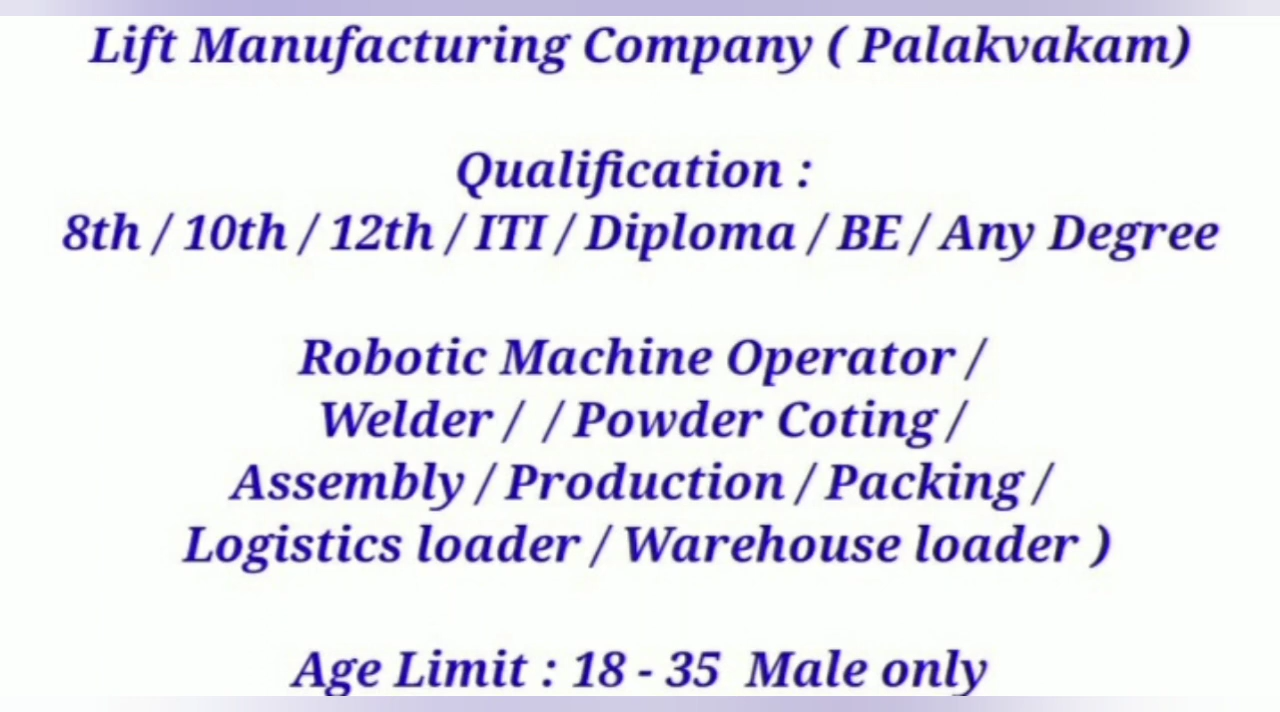 Lift Manufacturing Company ( Palakvakam)
Qualification :
8th / 10th / 12th / ITI / Diploma / BE / Any Degree
Robotic Machine Operator /
Welder /  / Powder Coting /
Assembly / Production / Packing /
Logistics loader / Warehouse loader )
Age Limit : 18 - 35  Male only